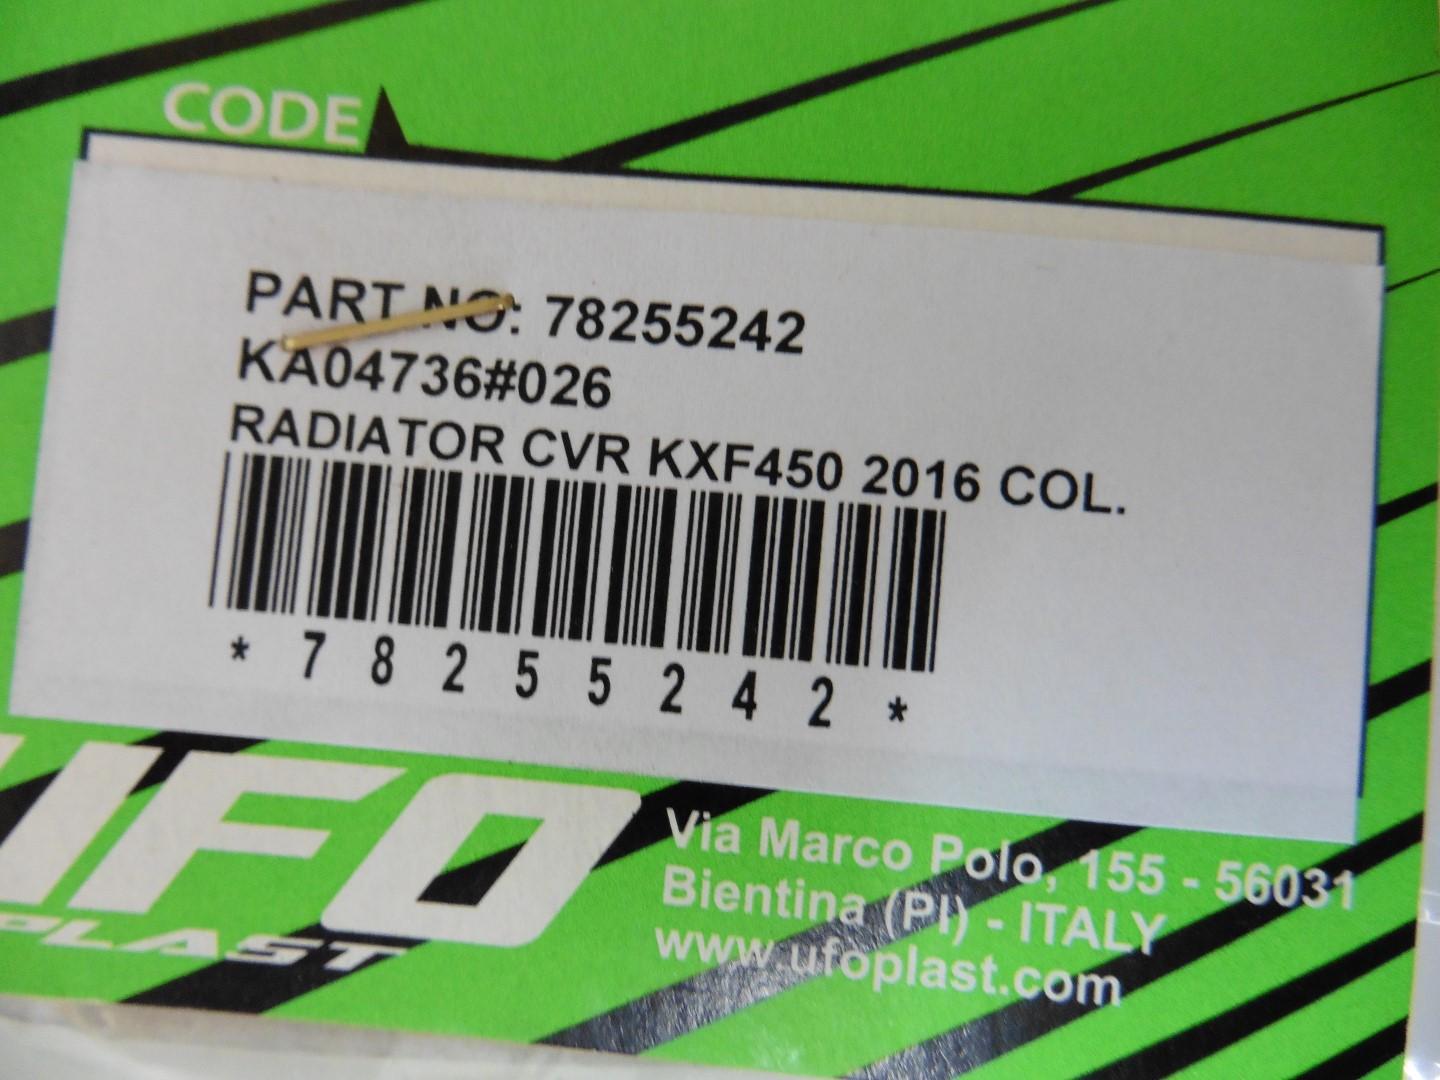 CODE
PART NO: 78255242
KA04736#026
RADIATOR CVR KXF450 2016 COL.
* 7 8 2 5 5 2 4 2 *
UFO
PLAST
Via Marco Polo, 155 - 56031
Bientina (PI) - ITALY
www.ufoplast.com